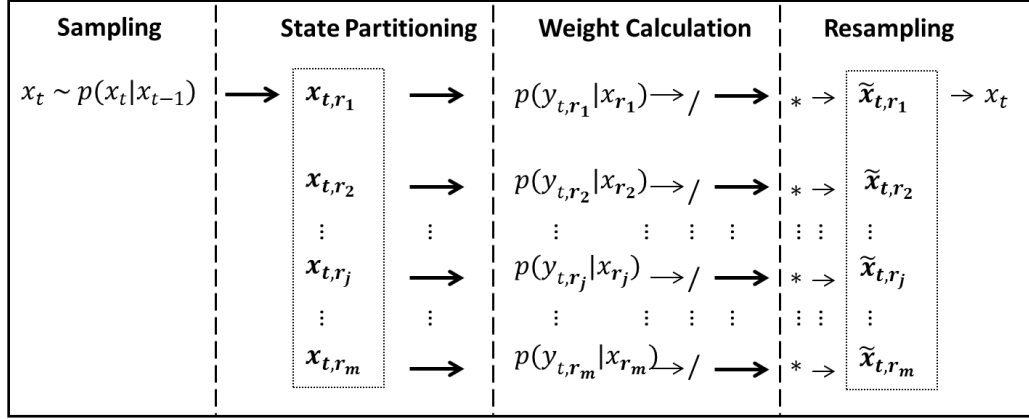 Sampling State Partitioning Weight Calculation Resampling
x_t ~ p(x_t|x_{t-1}) → x_{t,r_1} → p(y_{t,r_1}|x_{r_1}) → / → * → x̃_{t,r_1} → x_t
x_{t,r_2} → p(y_{t,r_2}|x_{r_2}) → / → * → x̃_{t,r_2}
⋮ ⋮ ⋮ ⋮ ⋮ ⋮ ⋮ ⋮ ⋮
x_{t,r_j} → p(y_{t,r_j}|x_{r_j}) → / → * → x̃_{t,r_j}
⋮ ⋮ ⋮ ⋮ ⋮ ⋮ ⋮ ⋮ ⋮
x_{t,r_m} → p(y_{t,r_m}|x_{r_m}) → / → * → x̃_{t,r_m}